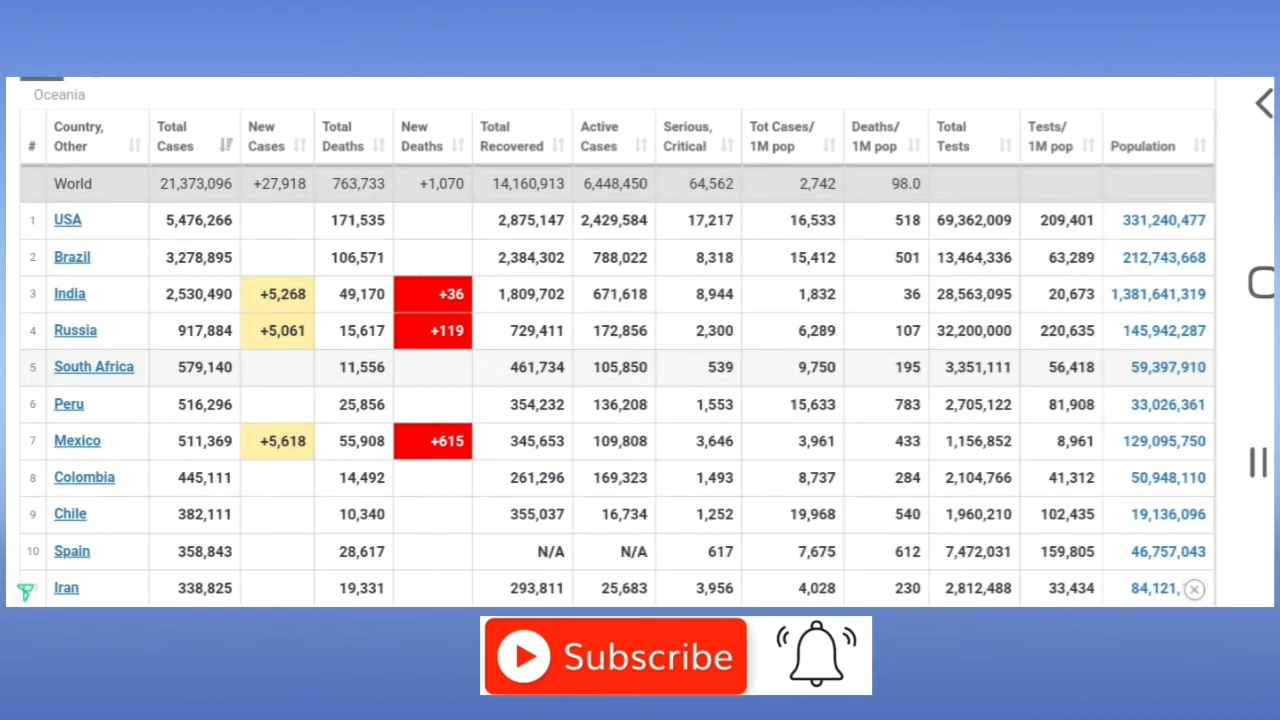 Oceania
# Country, Other Total Cases New Cases Total Deaths New Deaths Total Recovered Active Cases Serious, Critical Tot Cases/ 1M pop Deaths/ 1M pop Total Tests Tests/ 1M pop Population
World 21,373,096 +27,918 763,733 +1,070 14,160,913 6,448,450 64,562 2,742 98.0
1 USA 5,476,266 171,535 2,875,147 2,429,584 17,217 16,533 518 69,362,009 209,401 331,240,477
2 Brazil 3,278,895 106,571 2,384,302 788,022 8,318 15,412 501 13,464,336 63,289 212,743,668
3 India 2,530,490 +5,268 49,170 +36 1,809,702 671,618 8,944 1,832 36 28,563,095 20,673 1,381,641,319
4 Russia 917,884 +5,061 15,617 +119 729,411 172,856 2,300 6,289 107 32,200,000 220,635 145,942,287
5 South Africa 579,140 11,556 461,734 105,850 539 9,750 195 3,351,111 56,418 59,397,910
6 Peru 516,296 25,856 354,232 136,208 1,553 15,633 783 2,705,122 81,908 33,026,361
7 Mexico 511,369 +5,618 55,908 +615 345,653 109,808 3,646 3,961 433 1,156,852 8,961 129,095,750
8 Colombia 445,111 14,492 261,296 169,323 1,493 8,737 284 2,104,766 41,312 50,948,110
9 Chile 382,111 10,340 355,037 16,734 1,252 19,968 540 1,960,210 102,435 19,136,096
10 Spain 358,843 28,617 N/A N/A 617 7,675 612 7,472,031 159,805 46,757,043
Iran 338,825 19,331 293,811 25,683 3,956 4,028 230 2,812,488 33,434 84,121,
Subscribe